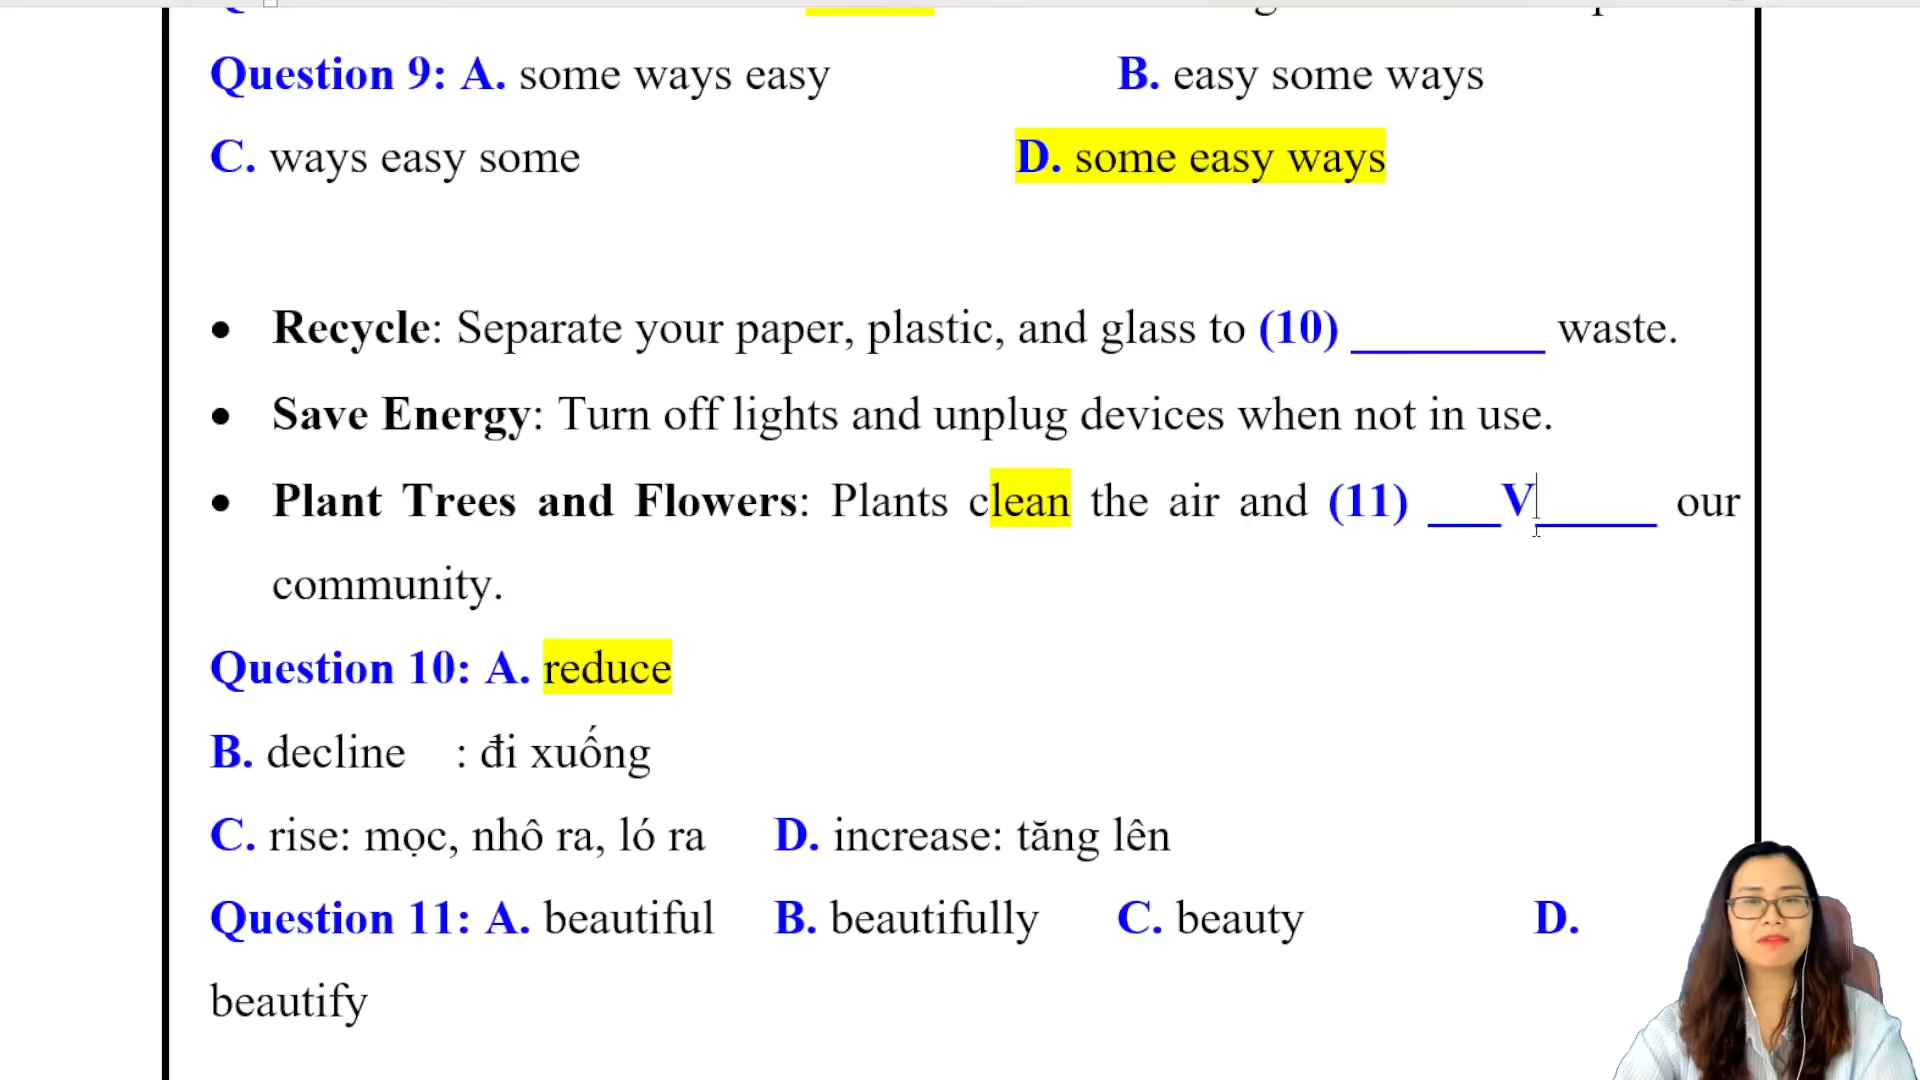 Question 9: A. some ways easy B. easy some ways
C. ways easy some D. some easy ways
• Recycle: Separate your paper, plastic, and glass to (10) ________ waste.
• Save Energy: Turn off lights and unplug devices when not in use.
• Plant Trees and Flowers: Plants clean the air and (11) ___V_____ our
community.
Question 10: A. reduce
B. decline : đi xuống
C. rise: mọc, nhô ra, ló ra D. increase: tăng lên
Question 11: A. beautiful B. beautifully C. beauty D.
beautify